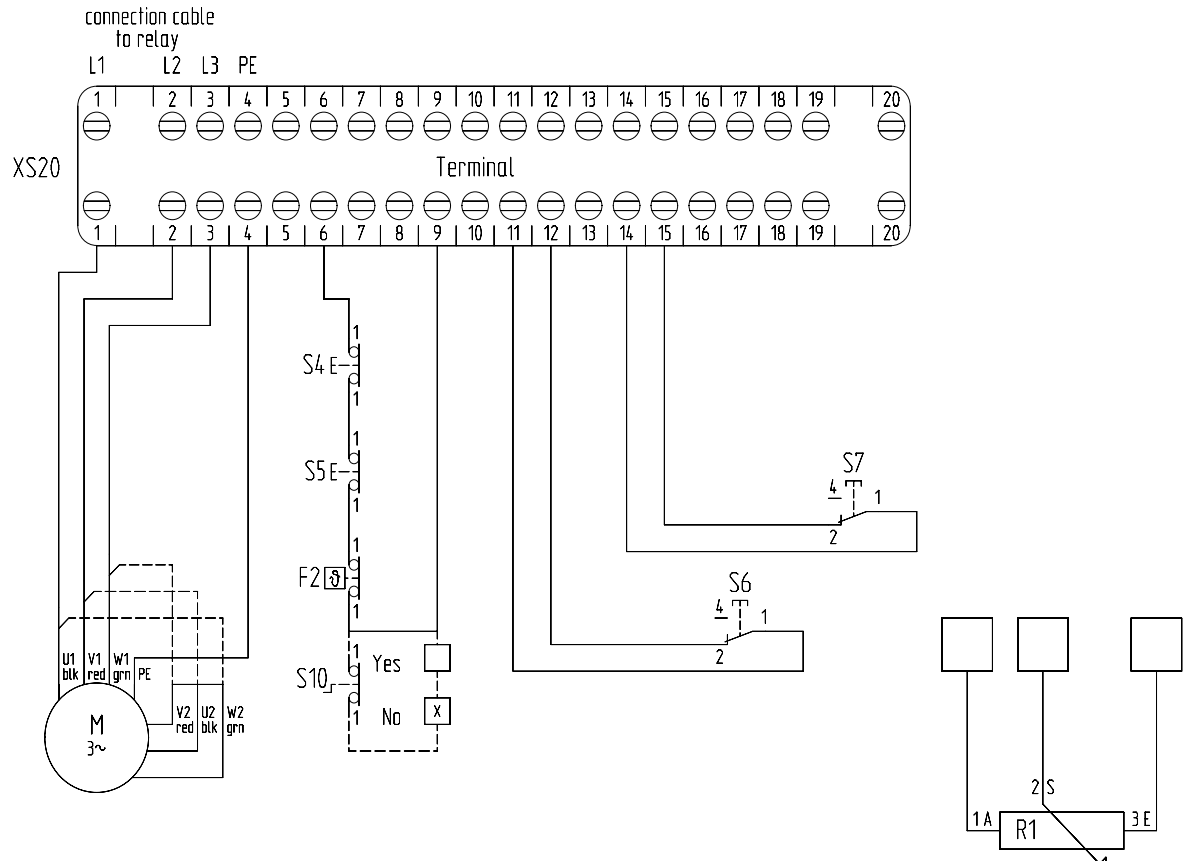 connection cable
to relay
L1 L2 L3 PE
1 2 3 4 5 6 7 8 9 10 11 12 13 14 15 16 17 18 19 20
XS20 Terminal
1 2 3 4 5 6 7 8 9 10 11 12 13 14 15 16 17 18 19 20
1
S4 E
1
1
S5 E
1
S7
4 1
2
1
F2 ϑ
1
S6
4 1
2
U1 V1 W1
blk red grn PE
1
S10 Yes
No X
1
V2 U2 W2
red blk grn
M
3~
2 S
1 A R1 3 E